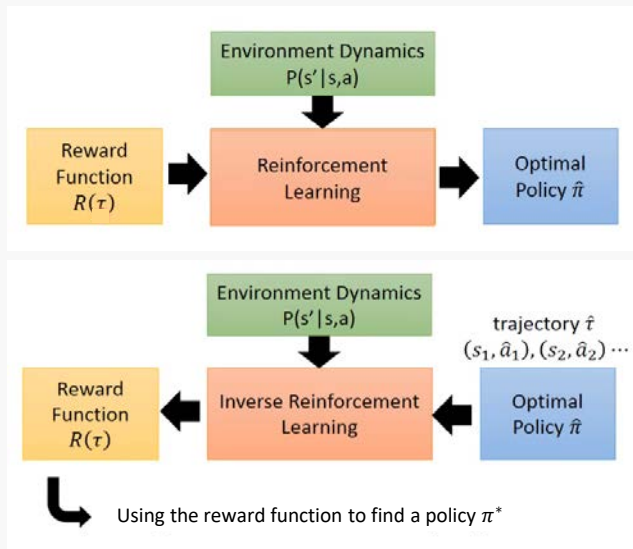 Environment Dynamics
P(s'|s,a)
Reward
Function
R(τ)
Reinforcement
Learning
Optimal
Policy π̂
Environment Dynamics
P(s'|s,a)
trajectory τ̂
(s₁, â₁), (s₂, â₂) ⋯
Reward
Function
R(τ)
Inverse Reinforcement
Learning
Optimal
Policy π̂
Using the reward function to find a policy π*